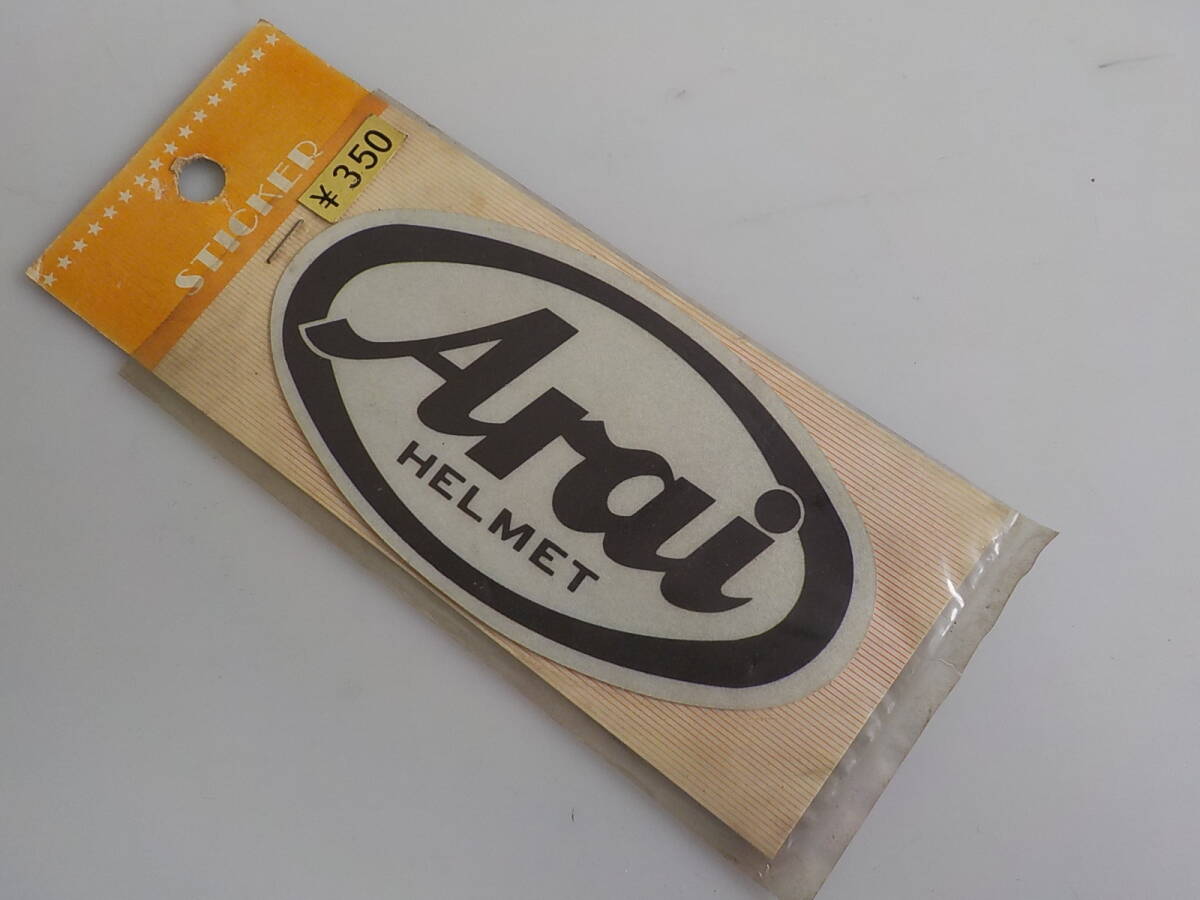 STICKER
¥350
Arai
HELMET